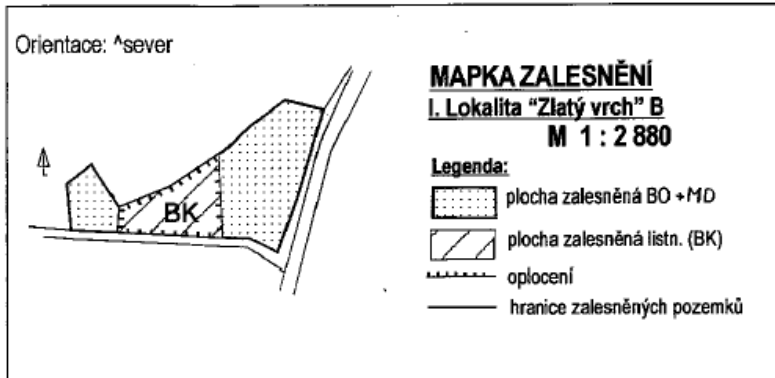 Orientace: ^sever
MAPKA ZALESNĚNÍ
I. Lokalita "Zlatý vrch" B
M 1 : 2 880
Legenda:
plocha zalesněná BO + MD
plocha zalesněná listn. (BK)
oplocení
hranice zalesněných pozemků
BK